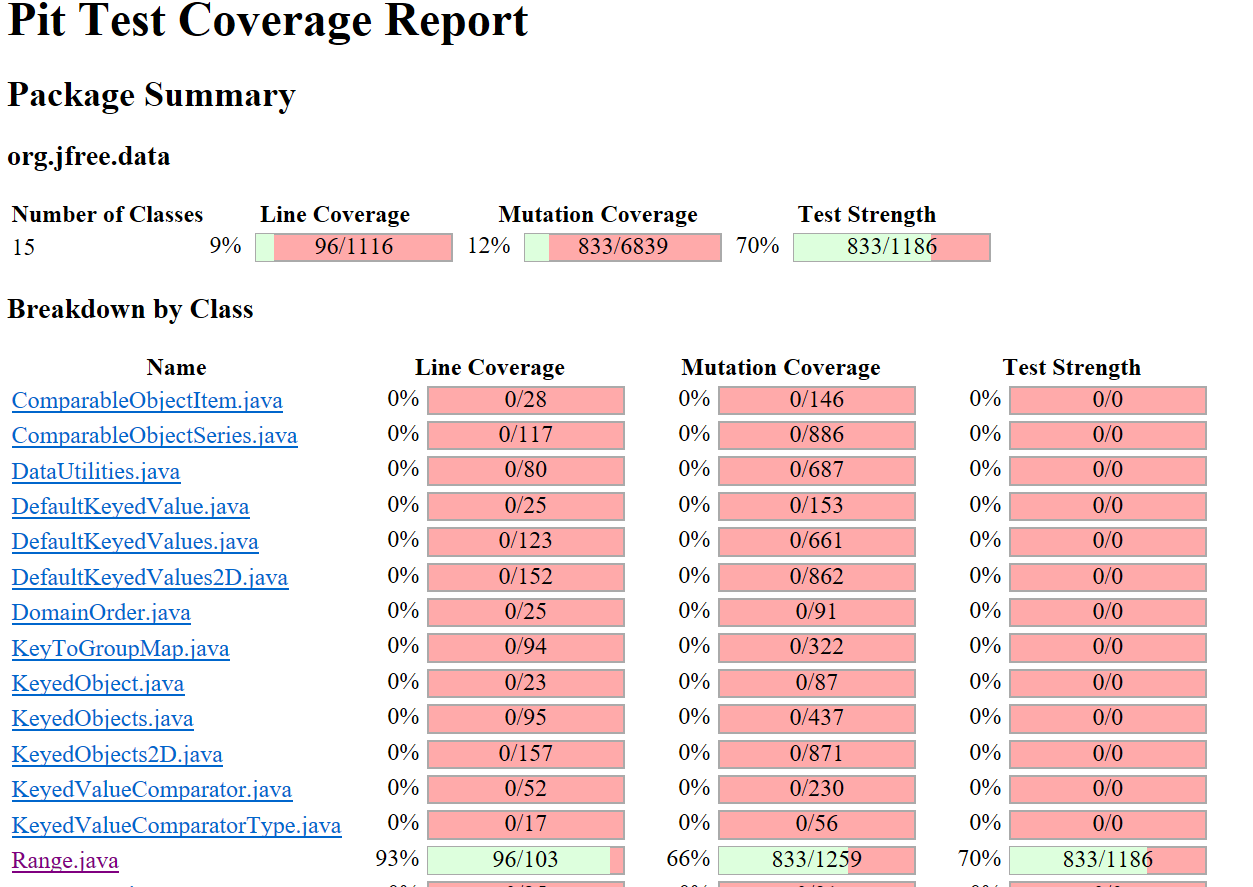 Pit Test Coverage Report
Package Summary
org.jfree.data
Number of Classes Line Coverage Mutation Coverage Test Strength
15 9% 96/1116 12% 833/6839 70% 833/1186
Breakdown by Class
Name Line Coverage Mutation Coverage Test Strength
ComparableObjectItem.java 0% 0/28 0% 0/146 0% 0/0
ComparableObjectSeries.java 0% 0/117 0% 0/886 0% 0/0
DataUtilities.java 0% 0/80 0% 0/687 0% 0/0
DefaultKeyedValue.java 0% 0/25 0% 0/153 0% 0/0
DefaultKeyedValues.java 0% 0/123 0% 0/661 0% 0/0
DefaultKeyedValues2D.java 0% 0/152 0% 0/862 0% 0/0
DomainOrder.java 0% 0/25 0% 0/91 0% 0/0
KeyToGroupMap.java 0% 0/94 0% 0/322 0% 0/0
KeyedObject.java 0% 0/23 0% 0/87 0% 0/0
KeyedObjects.java 0% 0/95 0% 0/437 0% 0/0
KeyedObjects2D.java 0% 0/157 0% 0/871 0% 0/0
KeyedValueComparator.java 0% 0/52 0% 0/230 0% 0/0
KeyedValueComparatorType.java 0% 0/17 0% 0/56 0% 0/0
Range.java 93% 96/103 66% 833/1259 70% 833/1186